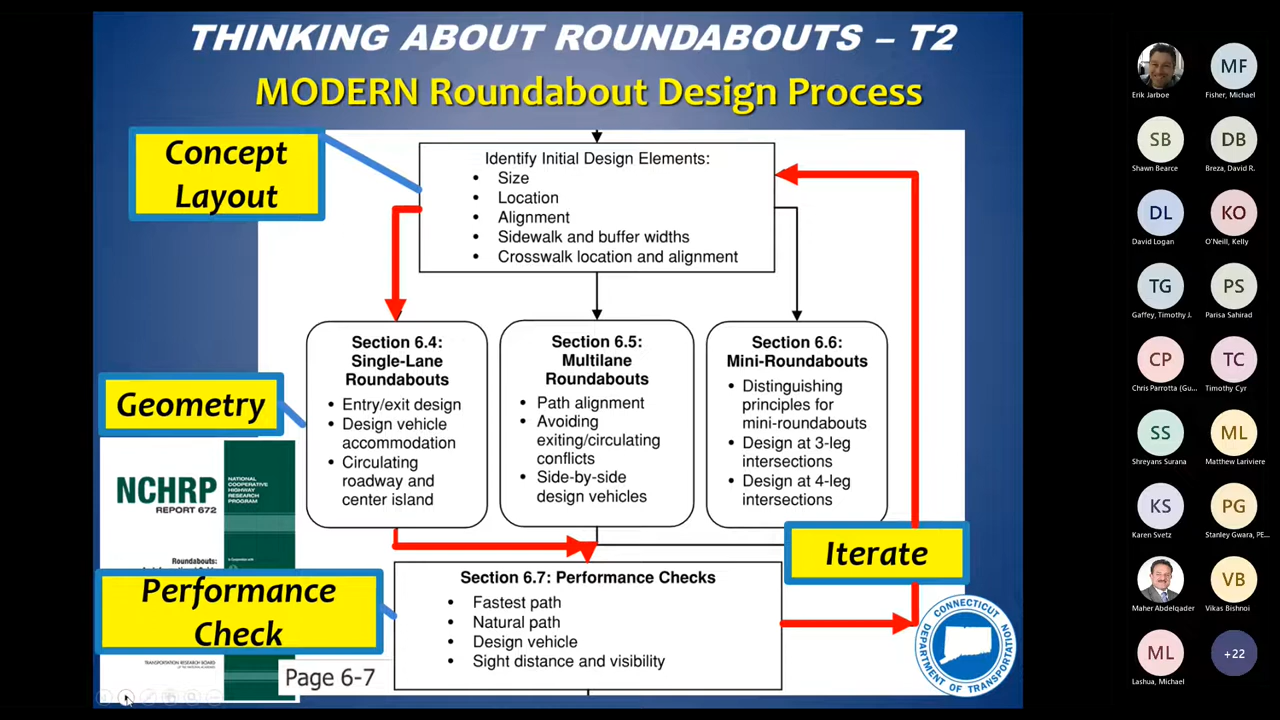 THINKING ABOUT ROUNDABOUTS – T2
MODERN Roundabout Design Process
Concept
Layout
Identify Initial Design Elements:
• Size
• Location
• Alignment
• Sidewalk and buffer widths
• Crosswalk location and alignment
Geometry
Section 6.4:
Single-Lane
Roundabouts
• Entry/exit design
• Design vehicle
accommodation
• Circulating
roadway and
center island
Section 6.5:
Multilane
Roundabouts
• Path alignment
• Avoiding
exiting/circulating
conflicts
• Side-by-side
design vehicles
Section 6.6:
Mini-Roundabouts
• Distinguishing
principles for
mini-roundabouts
• Design at 3-leg
intersections
• Design at 4-leg
intersections
NCHRP
REPORT 672
NATIONAL
COOPERATIVE
HIGHWAY
RESEARCH
PROGRAM
Roundabouts:
Iterate
Performance
Check
Section 6.7: Performance Checks
• Fastest path
• Natural path
• Design vehicle
• Sight distance and visibility
TRANSPORTATION RESEARCH BOARD
Page 6-7
CONNECTICUT
DEPARTMENT OF TRANSPORTATION
Erik Jarboe
MF
Fisher, Michael
SB
Shawn Bearce
DB
Breza, David R.
DL
David Logan
KO
O'Neill, Kelly
TG
Gaffey, Timothy J.
PS
Parisa Sahirad
CP
Chris Parrotta (Gu...
TC
Timothy Cyr
SS
Shreyans Surana
ML
Matthew Lariviere
KS
Karen Svetz
PG
Stanley Gwara, PE...
Maher Abdelqader
VB
Vikas Bishnoi
ML
Lashua, Michael
+22